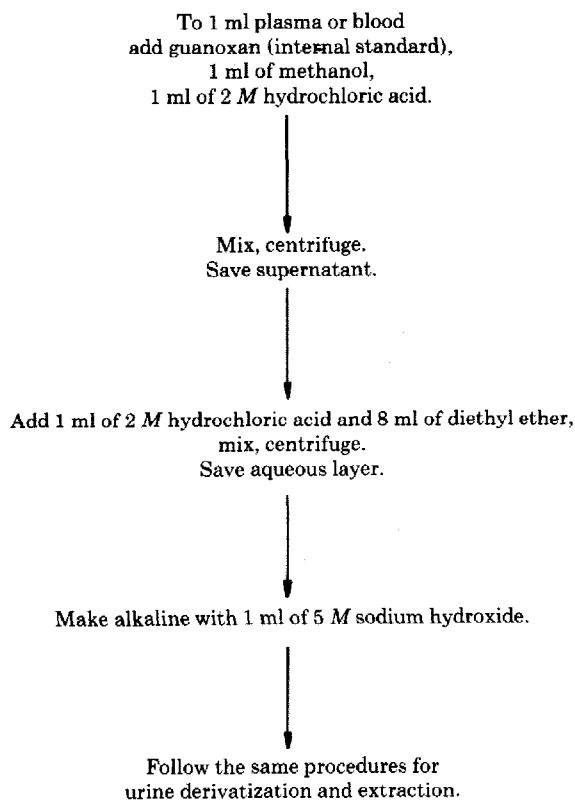 To 1 ml plasma or blood
add guanoxan (internal standard),
1 ml of methanol,
1 ml of 2 M hydrochloric acid.
Mix, centrifuge.
Save supernatant.
Add 1 ml of 2 M hydrochloric acid and 8 ml of diethyl ether,
mix, centrifuge.
Save aqueous layer.
Make alkaline with 1 ml of 5 M sodium hydroxide.
Follow the same procedures for
urine derivatization and extraction.